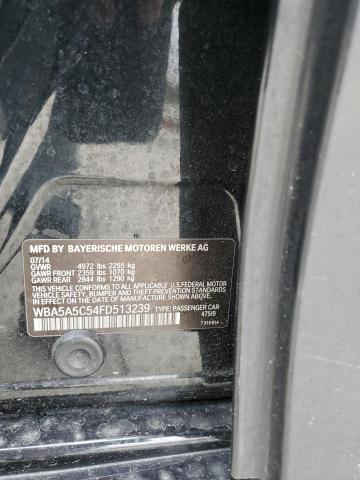 MFD BY BAYERISCHE MOTOREN WERKE AG
07/14
GVWR 4972 lbs 2255 kg
GAWR FRONT 2359 lbs 1070 kg
GAWR REAR 2844 lbs 1290 kg
THIS VEHICLE CONFORMS TO ALL APPLICABLE U.S. FEDERAL MOTOR VEHICLE SAFETY, BUMPER, AND THEFT PREVENTION STANDARDS IN EFFECT ON THE DATE OF MANUFACTURE SHOWN ABOVE.
WBA5A5C54FD513239 TYPE: PASSENGER CAR
475/9